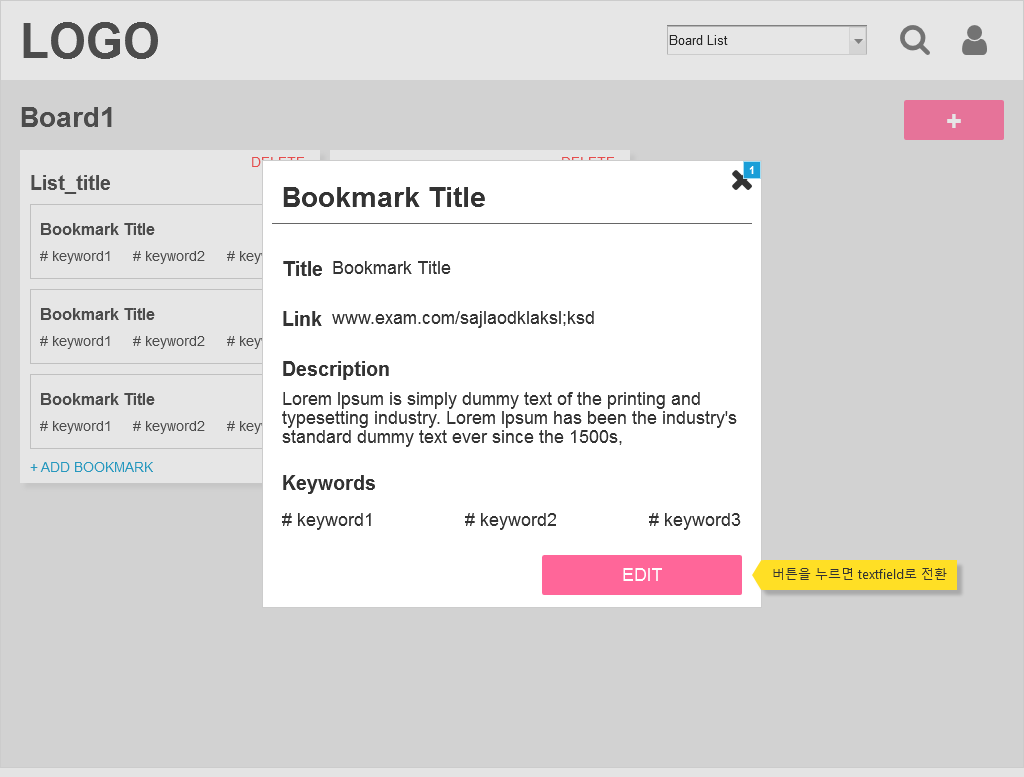 LOGO
Board List
Board1
+
DELETE
DELETE
List_title
Bookmark Title
# keyword1 # keyword2 # key
Bookmark Title
# keyword1 # keyword2 # key
Bookmark Title
# keyword1 # keyword2 # key
+ ADD BOOKMARK
1
Bookmark Title
Title Bookmark Title
Link www.exam.com/sajlaodklaksl;ksd
Description
Lorem Ipsum is simply dummy text of the printing and
typesetting industry. Lorem Ipsum has been the industry's
standard dummy text ever since the 1500s,
Keywords
# keyword1 # keyword2 # keyword3
EDIT
버튼을 누르면 textfield로 전환